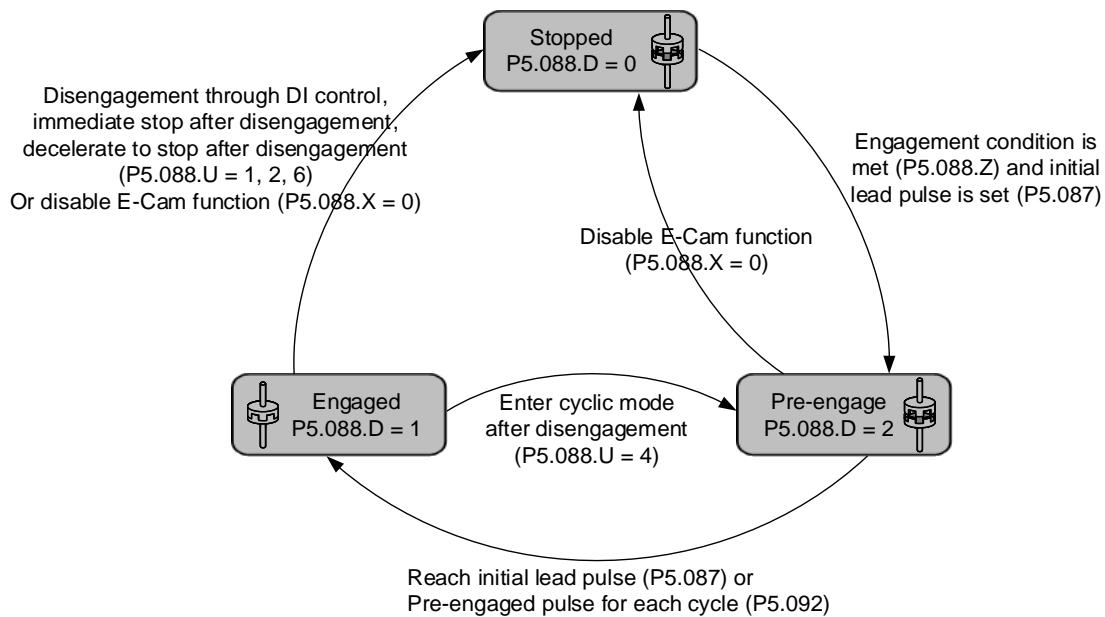 Stopped
P5.088.D = 0
Disengagement through DI control,
immediate stop after disengagement,
decelerate to stop after disengagement
(P5.088.U = 1, 2, 6)
Or disable E-Cam function (P5.088.X = 0)
Engagement condition is
met (P5.088.Z) and initial
lead pulse is set (P5.087)
Disable E-Cam function
(P5.088.X = 0)
Engaged
P5.088.D = 1
Enter cyclic mode
after disengagement
(P5.088.U = 4)
Pre-engage
P5.088.D = 2
Reach initial lead pulse (P5.087) or
Pre-engaged pulse for each cycle (P5.092)